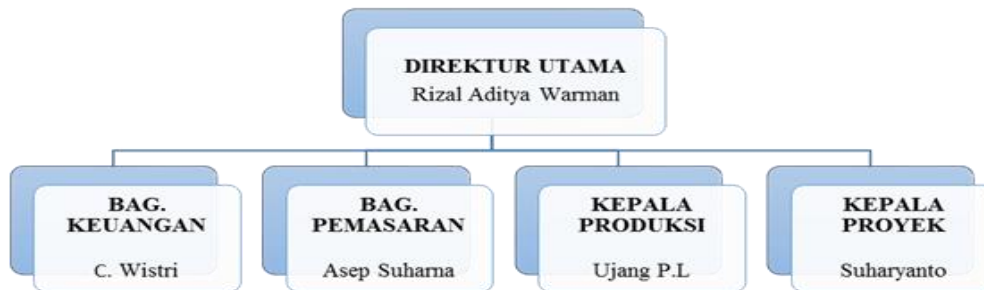 DIREKTUR UTAMA
Rizal Aditya Warman
BAG.
KEUANGAN
C. Wistri
BAG.
PEMASARAN
Asep Suharna
KEPALA
PRODUKSI
Ujang P.L
KEPALA
PROYEK
Suharyanto